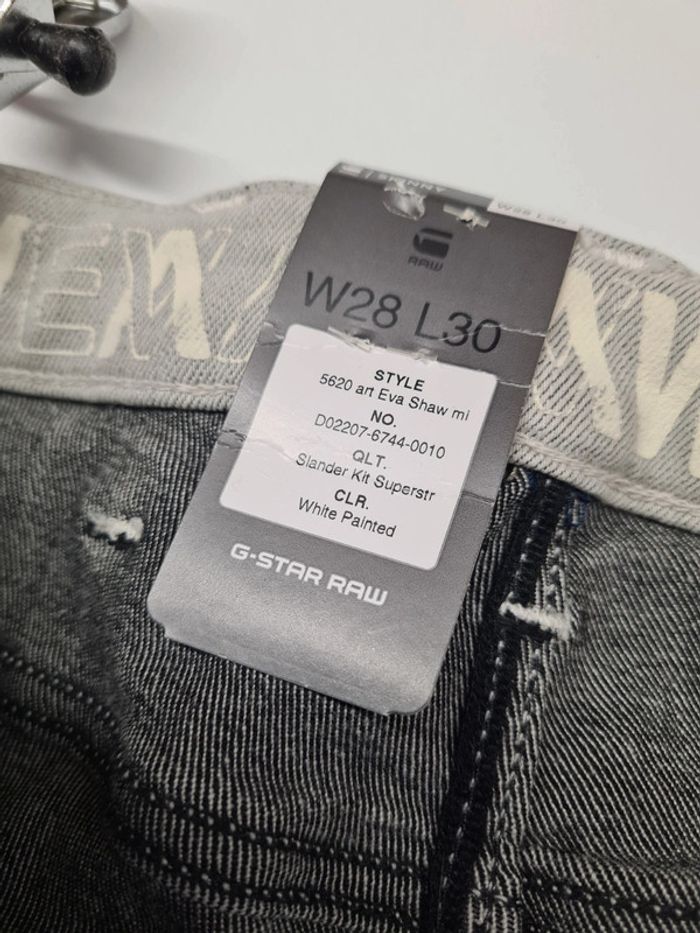 SKINNY
W28 L30
RAW
W28 L30
STYLE
5620 art Eva Shaw mi
NO.
D02207-6744-0010
QLT.
Slander Kit Superstr
CLR.
White Painted
G-STAR RAW